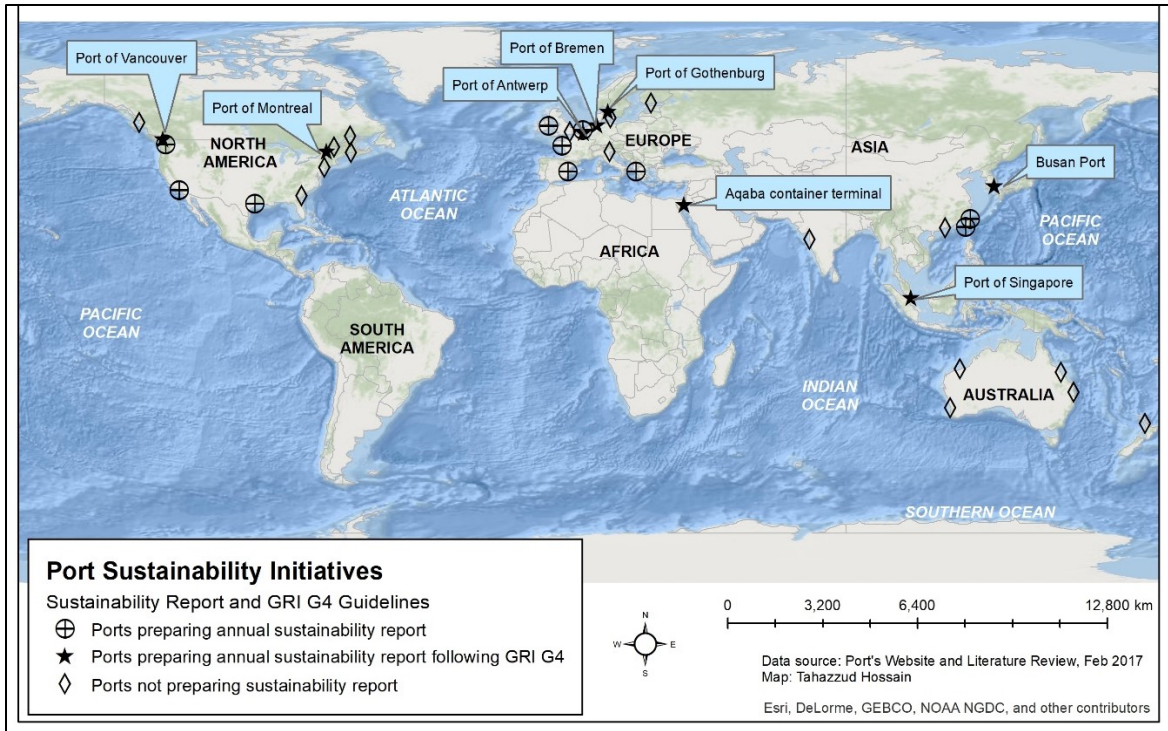 Port of Vancouver
Port of Montreal
Port of Bremen
Port of Antwerp
Port of Gothenburg
NORTH
AMERICA
EUROPE
ASIA
Busan Port
Aqaba container terminal
ATLANTIC
OCEAN
AFRICA
PACIFIC
OCEAN
Port of Singapore
PACIFIC
OCEAN
SOUTH
AMERICA
INDIAN
OCEAN
AUSTRALIA
SOUTHERN OCEAN
Port Sustainability Initiatives
Sustainability Report and GRI G4 Guidelines
Ports preparing annual sustainability report
Ports preparing annual sustainability report following GRI G4
Ports not preparing sustainability report
N
W E
S
0 3,200 6,400 12,800 km
Data source: Port's Website and Literature Review, Feb 2017
Map: Tahazzud Hossain
Esri, DeLorme, GEBCO, NOAA NGDC, and other contributors